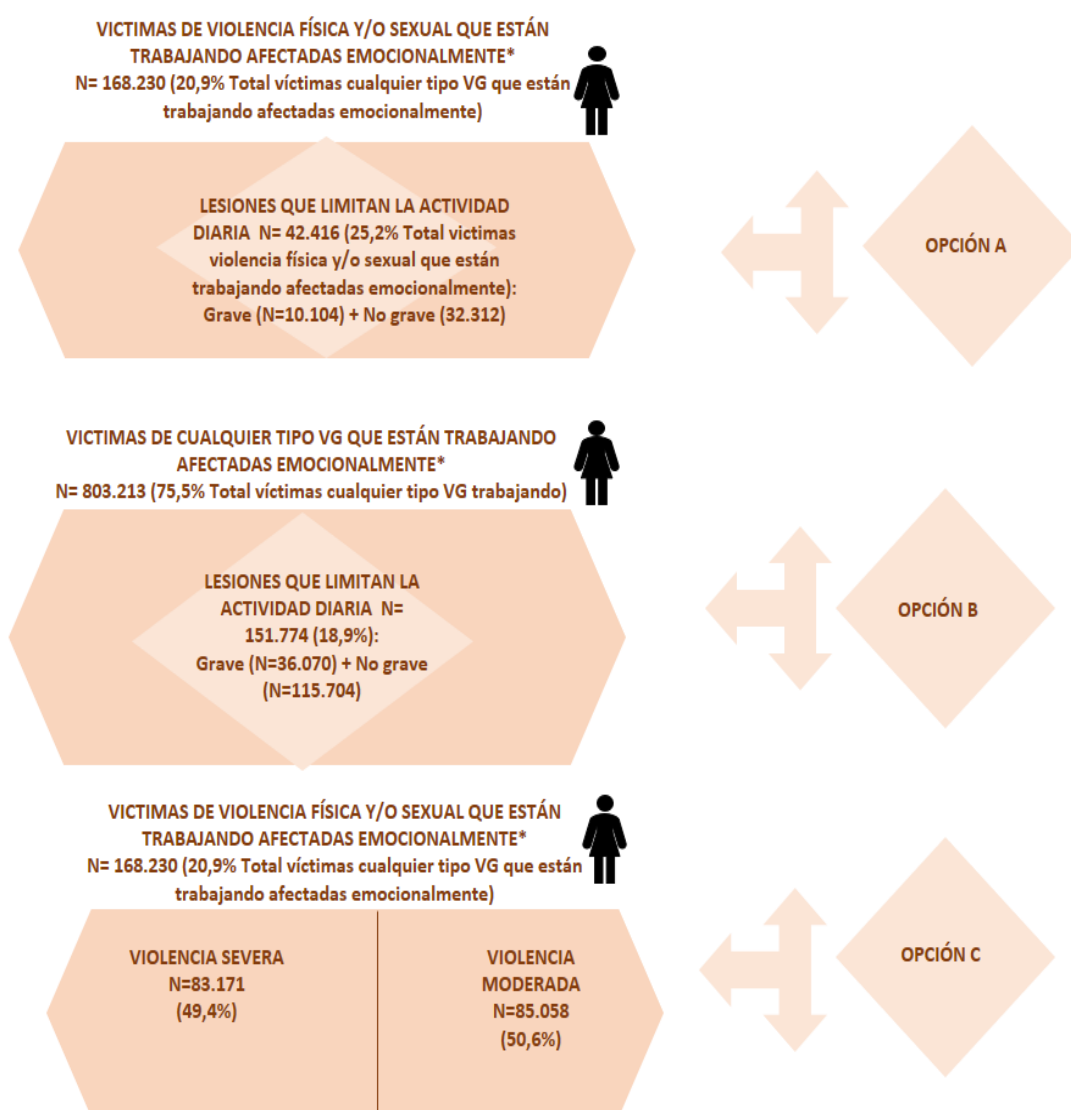 VICTIMAS DE VIOLENCIA FÍSICA Y/O SEXUAL QUE ESTÁN
TRABAJANDO AFECTADAS EMOCIONALMENTE*
N= 168.230 (20,9% Total víctimas cualquier tipo VG que están
trabajando afectadas emocionalmente)
LESIONES QUE LIMITAN LA ACTIVIDAD
DIARIA N= 42.416 (25,2% Total victimas
violencia física y/o sexual que están
trabajando afectadas emocionalmente):
Grave (N=10.104) + No grave (32.312)
OPCIÓN A
VICTIMAS DE CUALQUIER TIPO VG QUE ESTÁN TRABAJANDO
AFECTADAS EMOCIONALMENTE*
N= 803.213 (75,5% Total víctimas cualquier tipo VG trabajando)
LESIONES QUE LIMITAN LA
ACTIVIDAD DIARIA N=
151.774 (18,9%):
Grave (N=36.070) + No grave
(N=115.704)
OPCIÓN B
VICTIMAS DE VIOLENCIA FÍSICA Y/O SEXUAL QUE ESTÁN
TRABAJANDO AFECTADAS EMOCIONALMENTE*
N= 168.230 (20,9% Total víctimas cualquier tipo VG que están
trabajando afectadas emocionalmente)
VIOLENCIA SEVERA
N=83.171
(49,4%)
VIOLENCIA
MODERADA
N=85.058
(50,6%)
OPCIÓN C